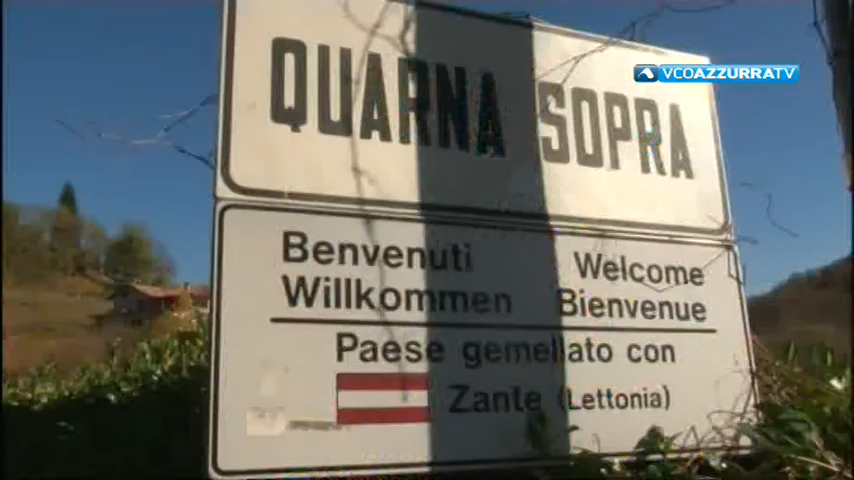 VCOAZZURRATV
QUARNA SOPRA
Benvenuti Welcome
Willkommen Bienvenue
Paese gemellato con
Zante (Lettonia)